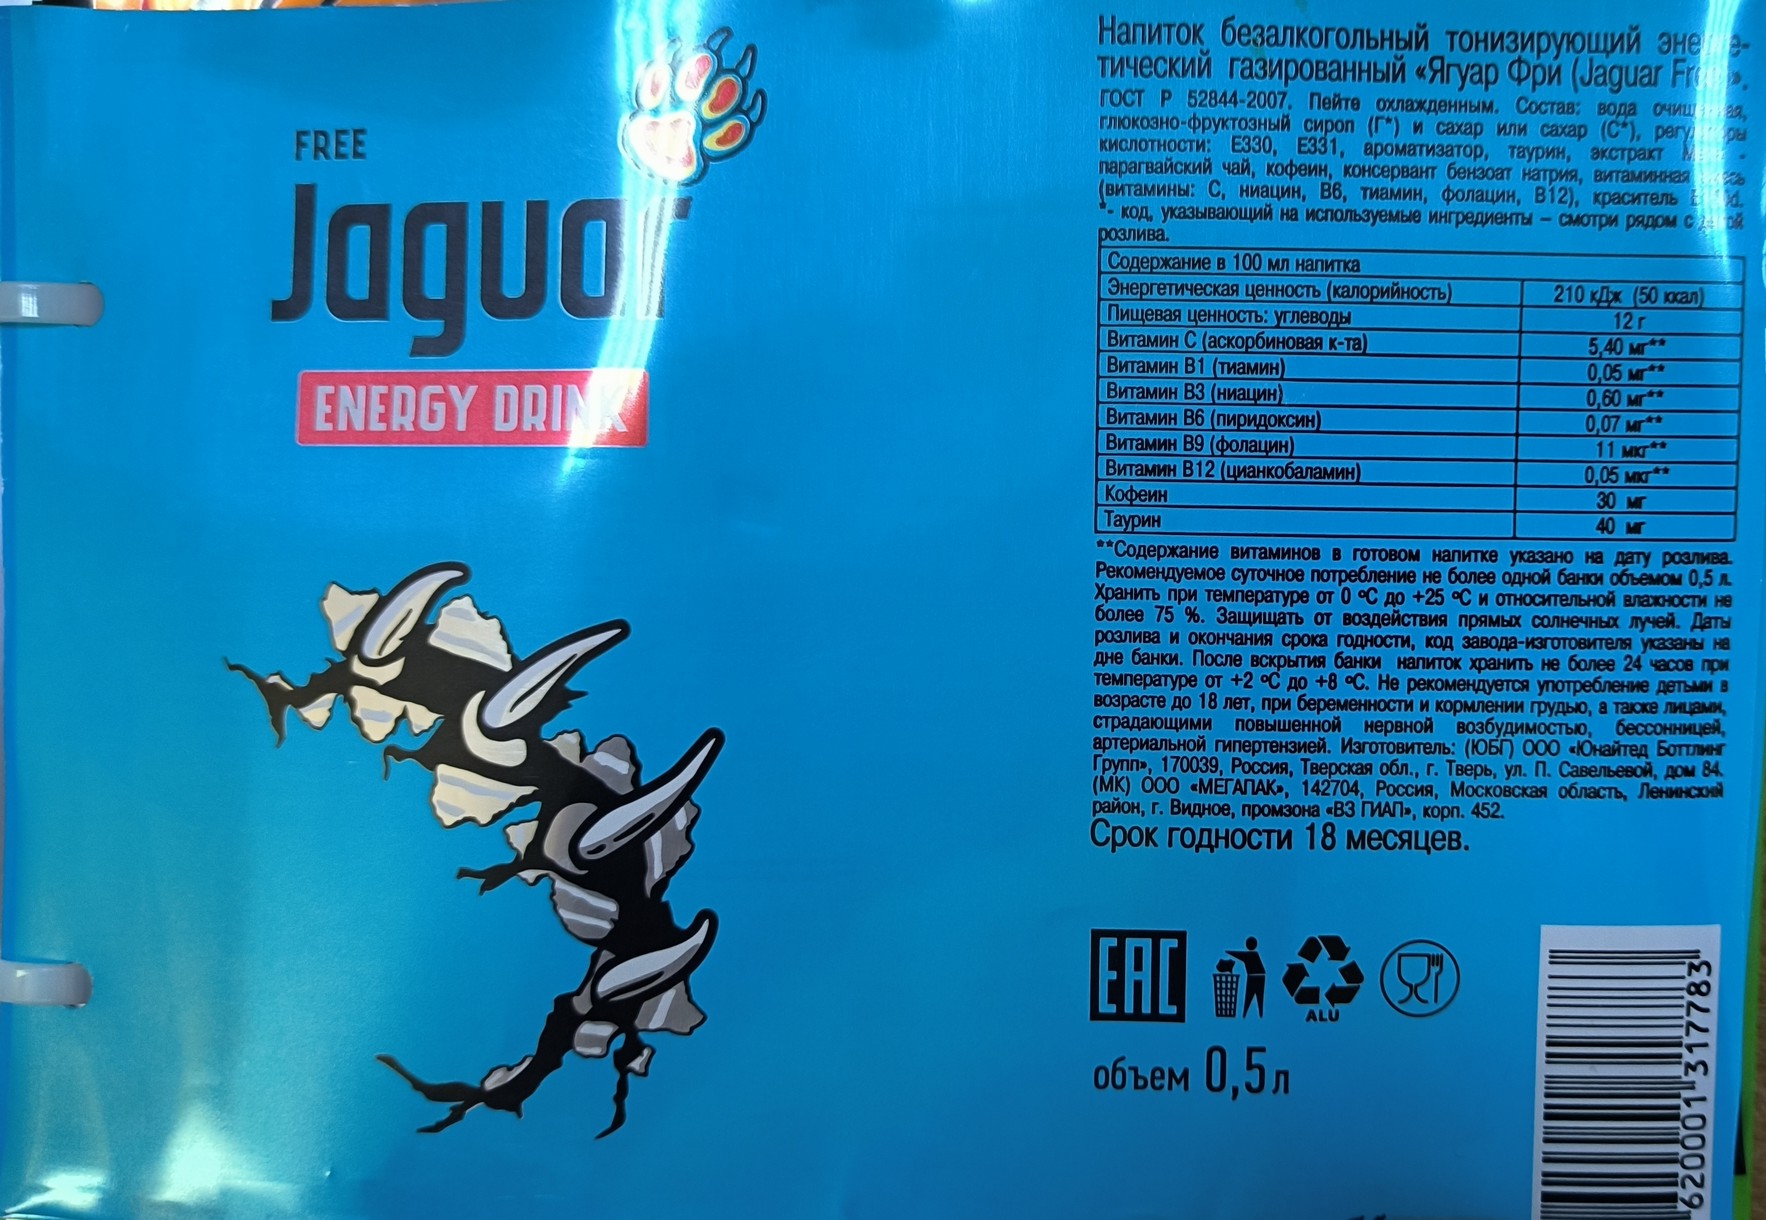 FREE
Jaguar
ENERGY DRINK
Напиток безалкогольный тонизирующий
тический газированный «Ягуар Фри (Jaguar
ГОСТ Р 52844-2007. Пейте охлажденным. Состав: вода
глюкозно-фруктозный сироп (Г*) и сахар или сахар (С*),
кислотности: Е330, Е331, ароматизатор, таурин, экстракт
парагвайский чай, кофеин, консервант бензоат натрия, витаминная
(витамины: С, ниацин, В6, тиамин, фолацин, В12), краситель
*- код, указывающий на используемые ингредиенты – смотри рядом с
розлива.
Содержание в 100 мл напитка
Энергетическая ценность (калорийность) 210 кДж (50 ккал)
Пищевая ценность: углеводы 12 г
Витамин С (аскорбиновая к-та) 5,40 мг**
Витамин В1 (тиамин) 0,05 мг**
Витамин В3 (ниацин) 0,60 мг**
Витамин В6 (пиридоксин) 0,07 мг**
Витамин В9 (фолацин) 11 мкг**
Витамин В12 (цианкобаламин) 0,05 мкг**
Кофеин 30 мг
Таурин 40 мг
**Содержание витаминов в готовом напитке указано на дату розлива.
Рекомендуемое суточное потребление не более одной банки объемом 0,5 л.
Хранить при температуре от 0 °С до +25 °С и относительной влажности не
более 75 %. Защищать от воздействия прямых солнечных лучей. Даты
розлива и окончания срока годности, код завода-изготовителя указаны на
дне банки. После вскрытия банки напиток хранить не более 24 часов при
температуре от +2 °С до +8 °С. Не рекомендуется употребление детьми в
возрасте до 18 лет, при беременности и кормлении грудью, а также лицами,
страдающими повышенной нервной возбудимостью, бессонницей,
артериальной гипертензией. Изготовитель: (ЮБГ) ООО «Юнайтед Боттлинг
Групп», 170039, Россия, Тверская обл., г. Тверь, ул. П. Савельевой, дом 84.
(МК) ООО «МЕГАПАК», 142704, Россия, Московская область, Ленинский
район, г. Видное, промзона «ВЗ ГИАП», корп. 452.
Срок годности 18 месяцев.
EAC
ALU
объем 0,5 л
4620001317783